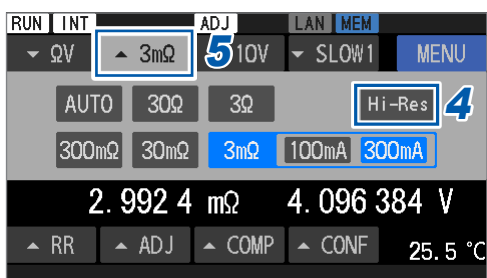 RUN INT ADJ LAN MEM
ΩV 3mΩ 5 10V SLOW1 MENU
AUTO 30Ω 3Ω Hi-Res 4
300mΩ 30mΩ 3mΩ 100mA 300mA
2.992 4 mΩ 4.096 384 V
RR ADJ COMP CONF 25.5 °C